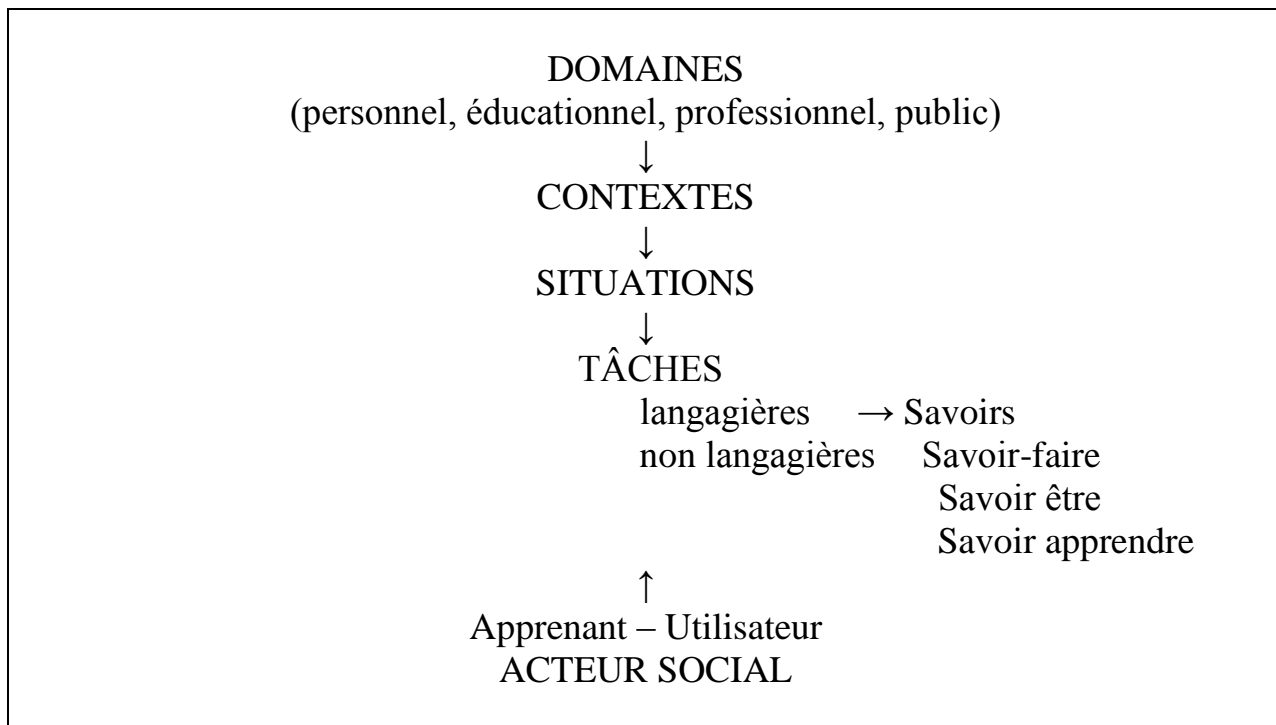 DOMAINES
(personnel, éducationnel, professionnel, public)
↓
CONTEXTES
↓
SITUATIONS
↓
TÂCHES
langagières → Savoirs
non langagières Savoir-faire
Savoir être
Savoir apprendre
↑
Apprenant – Utilisateur
ACTEUR SOCIAL